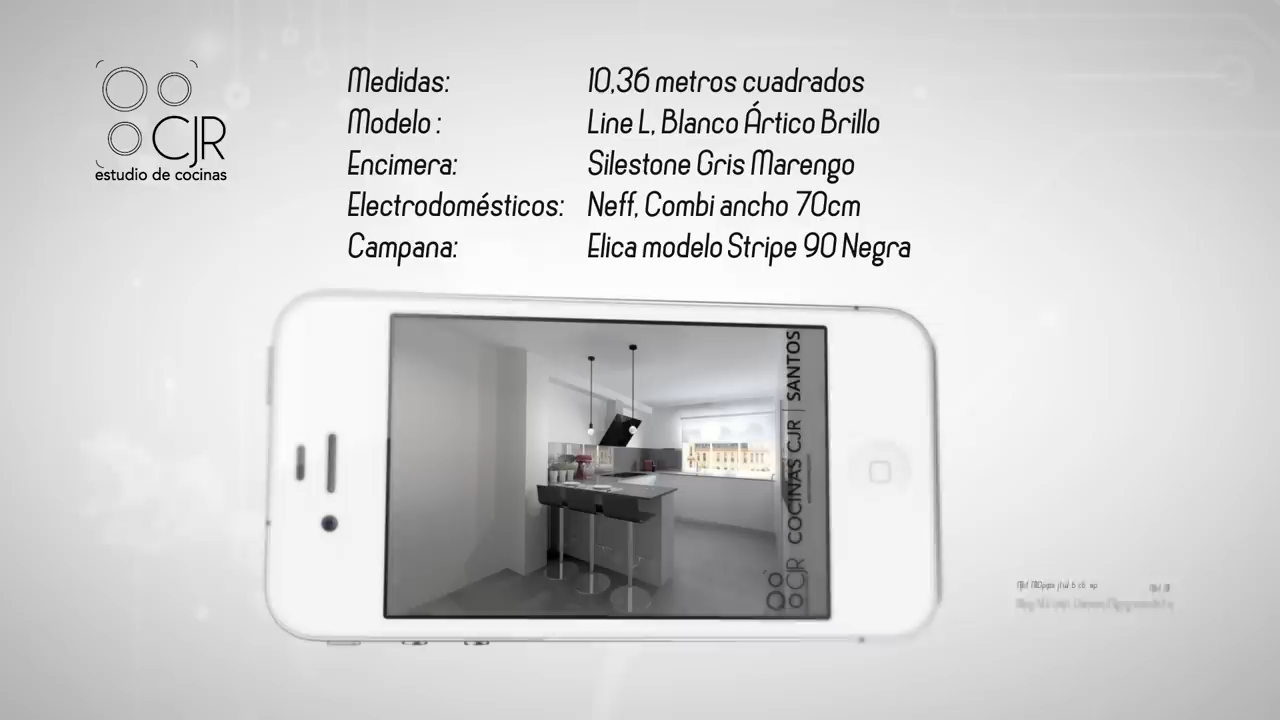 CJR
estudio de cocinas
Medidas: 10,36 metros cuadrados
Modelo : Line L, Blanco Ártico Brillo
Encimera: Silestone Gris Marengo
Electrodomésticos: Neff, Combi ancho 70cm
Campana: Elica modelo Stripe 90 Negra
CJR COCINAS CJR | SANTOS